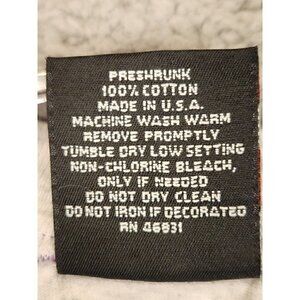 PRESHRUNK
100% COTTON
MADE IN U.S.A.
MACHINE WASH WARM
REMOVE PROMPTLY
TUMBLE DRY LOW SETTING
NON-CHLORINE BLEACH,
ONLY IF NEEDED
DO NOT DRY CLEAN
DO NOT IRON IF DECORATED
RN 46931